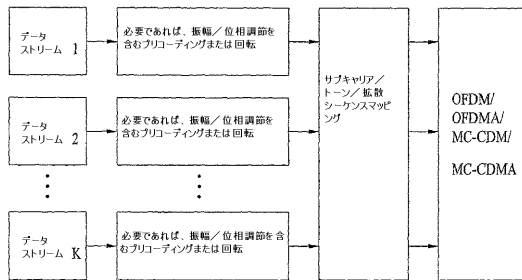 データ
ストリーム 1
必要であれば、振幅／位相調節を
含むプリコーディングまたは回転
データ
ストリーム 2
必要であれば、振幅／位相調節を
含むプリコーディングまたは回転
データ
ストリーム K
必要であれば、振幅／位相調節を含
むプリコーディングまたは回転
サブキャリア／
トーン／拡散
シーケンスマッピ
ング
OFDM/
OFDMA/
MC-CDM/
MC-CDMA